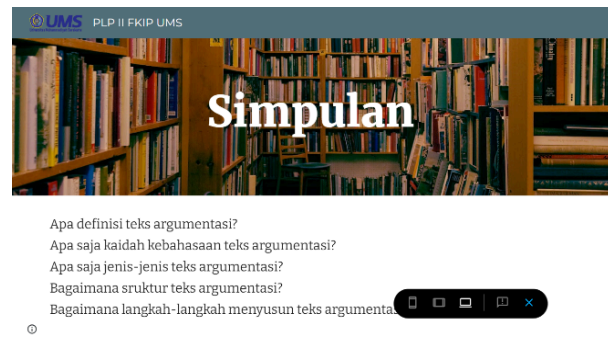 UMS PLP II FKIP UMS
Simpulan
Apa definisi teks argumentasi?
Apa saja kaidah kebahasaan teks argumentasi?
Apa saja jenis-jenis teks argumentasi?
Bagaimana sruktur teks argumentasi?
Bagaimana langkah-langkah menyusun teks